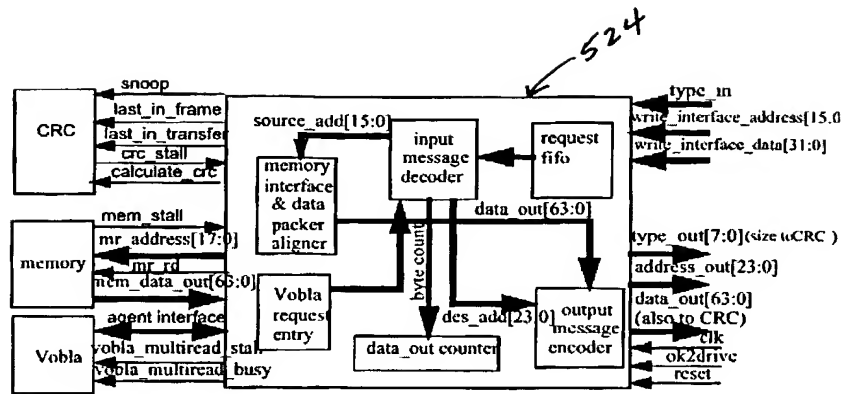 524
snoop
last_in_frame
last_in_transfer
crc_stall
calculate_crc
CRC
mem_stall
mr_address[17:0]
mr_rd
mem_data_out[63:0]
memory
agent interface
vobla_multiread_stall
vobla_multiread_busy
Vobla
source_add[15:0]
input
message
decoder
request
fifo
memory
interface
& data
packer
aligner
data_out[63:0]
byte count
Vobla
request
entry
des_add[23:0]
output
message
encoder
data_out counter
type_in
write_interface_address[15.0
write_interface_data[31:0]
type_out[7:0](size toCRC )
address_out[23:0]
data_out[63:0]
(also to CRC)
clk
ok2drive
reset